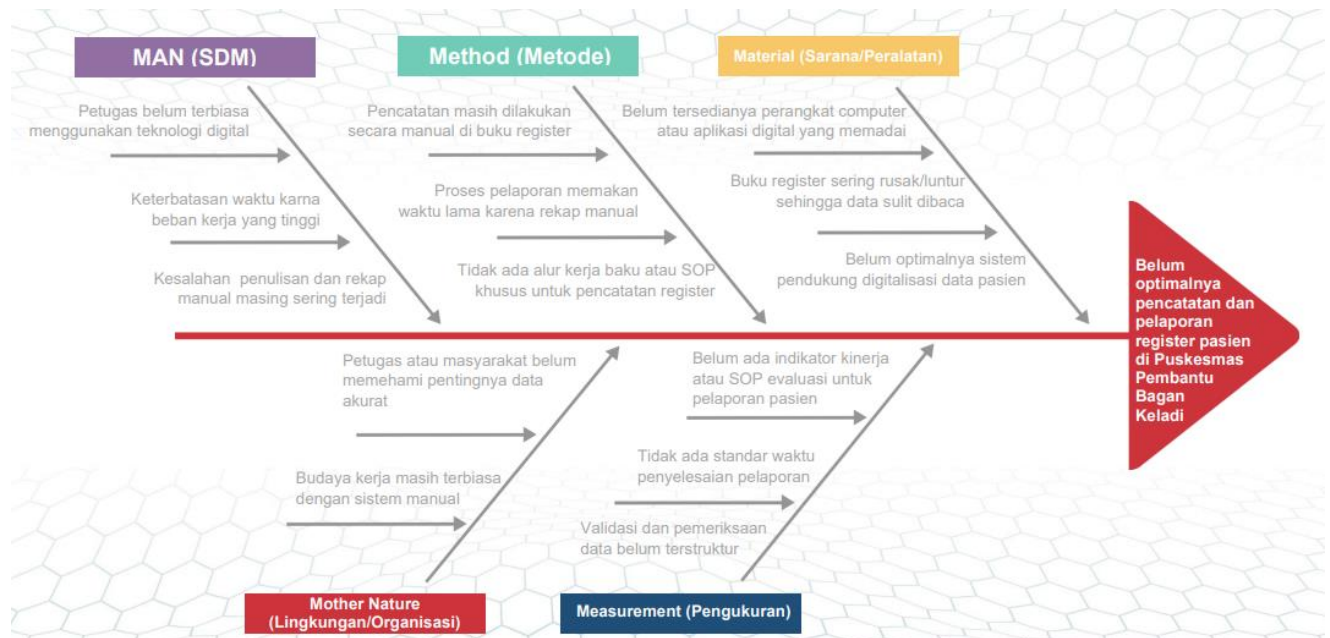 MAN (SDM)
Method (Metode)
Material (Sarana/Peralatan)
Petugas belum terbiasa
menggunakan teknologi digital
Keterbatasan waktu karna
beban kerja yang tinggi
Kesalahan penulisan dan rekap
manual masing sering terjadi
Pencatatan masih dilakukan
secara manual di buku register
Proses pelaporan memakan
waktu lama karena rekap manual
Tidak ada alur kerja baku atau SOP
khusus untuk pencatatan register
Belum tersedianya perangkat computer
atau aplikasi digital yang memadai
Buku register sering rusak/luntur
sehingga data sulit dibaca
Belum optimalnya sistem
pendukung digitalisasi data pasien
Belum
optimalnya
pencatatan dan
pelaporan
register pasien
di Puskesmas
Pembantu
Bagan
Keladi
Petugas atau masyarakat belum
memehami pentingnya data
akurat
Budaya kerja masih terbiasa
dengan sistem manual
Belum ada indikator kinerja
atau SOP evaluasi untuk
pelaporan pasien
Tidak ada standar waktu
penyelesaian pelaporan
Validasi dan pemeriksaan
data belum terstruktur
Mother Nature
(Lingkungan/Organisasi)
Measurement (Pengukuran)